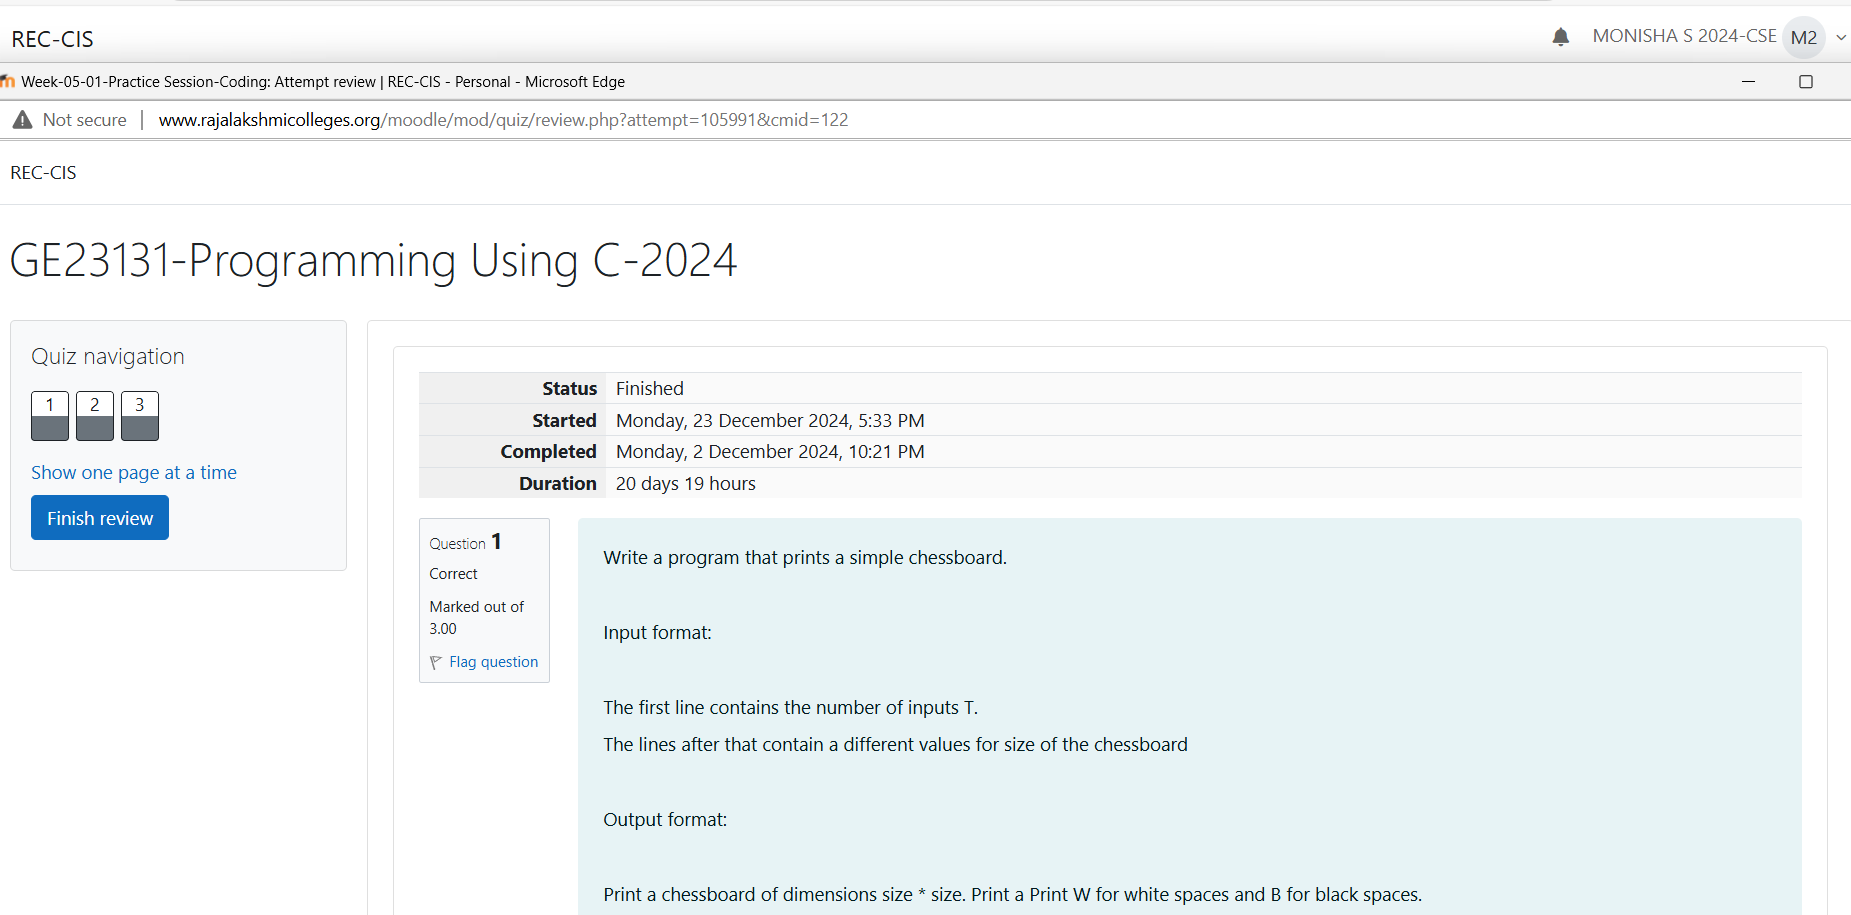 REC-CIS
MONISHA S 2024-CSE M2
Week-05-01-Practice Session-Coding: Attempt review | REC-CIS - Personal - Microsoft Edge
Not secure | www.rajalakshmicolleges.org/moodle/mod/quiz/review.php?attempt=105991&cmid=122
REC-CIS
GE23131-Programming Using C-2024
Quiz navigation
1 2 3
Show one page at a time
Finish review
Status Finished
Started Monday, 23 December 2024, 5:33 PM
Completed Monday, 2 December 2024, 10:21 PM
Duration 20 days 19 hours
Question 1
Correct
Marked out of
3.00
Flag question
Write a program that prints a simple chessboard.
Input format:
The first line contains the number of inputs T.
The lines after that contain a different values for size of the chessboard
Output format:
Print a chessboard of dimensions size * size. Print a Print W for white spaces and B for black spaces.